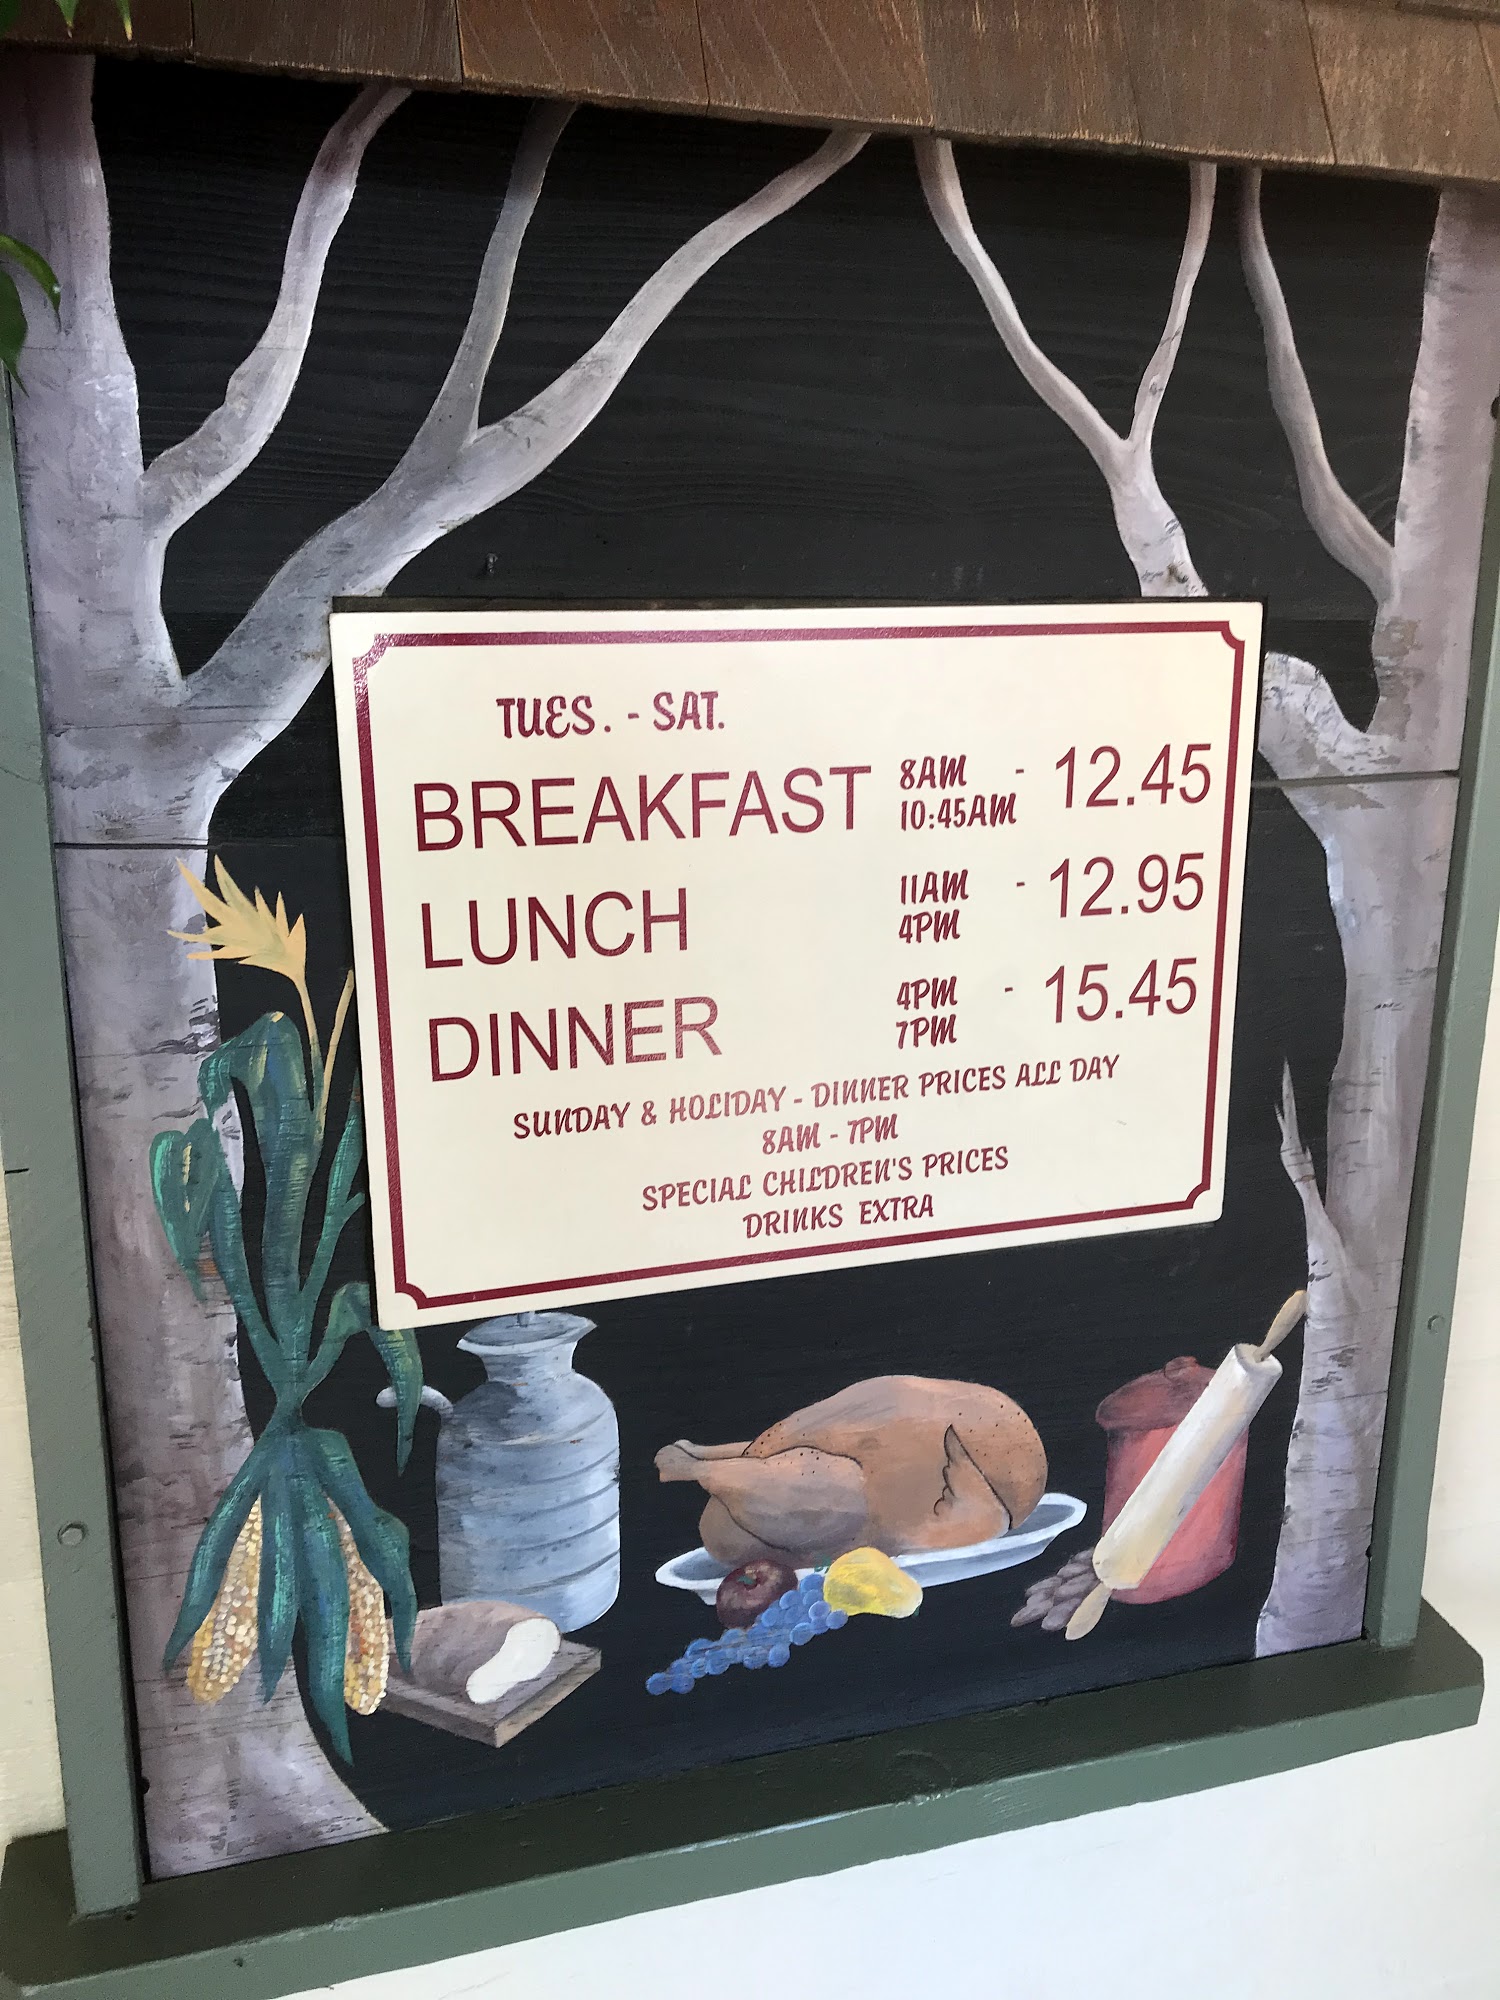 TUES. - SAT.
BREAKFAST 8AM - 10:45AM 12.45
LUNCH 11AM - 4PM 12.95
DINNER 4PM - 7PM 15.45
SUNDAY & HOLIDAY - DINNER PRICES ALL DAY
8AM - 7PM
SPECIAL CHILDREN'S PRICES
DRINKS EXTRA